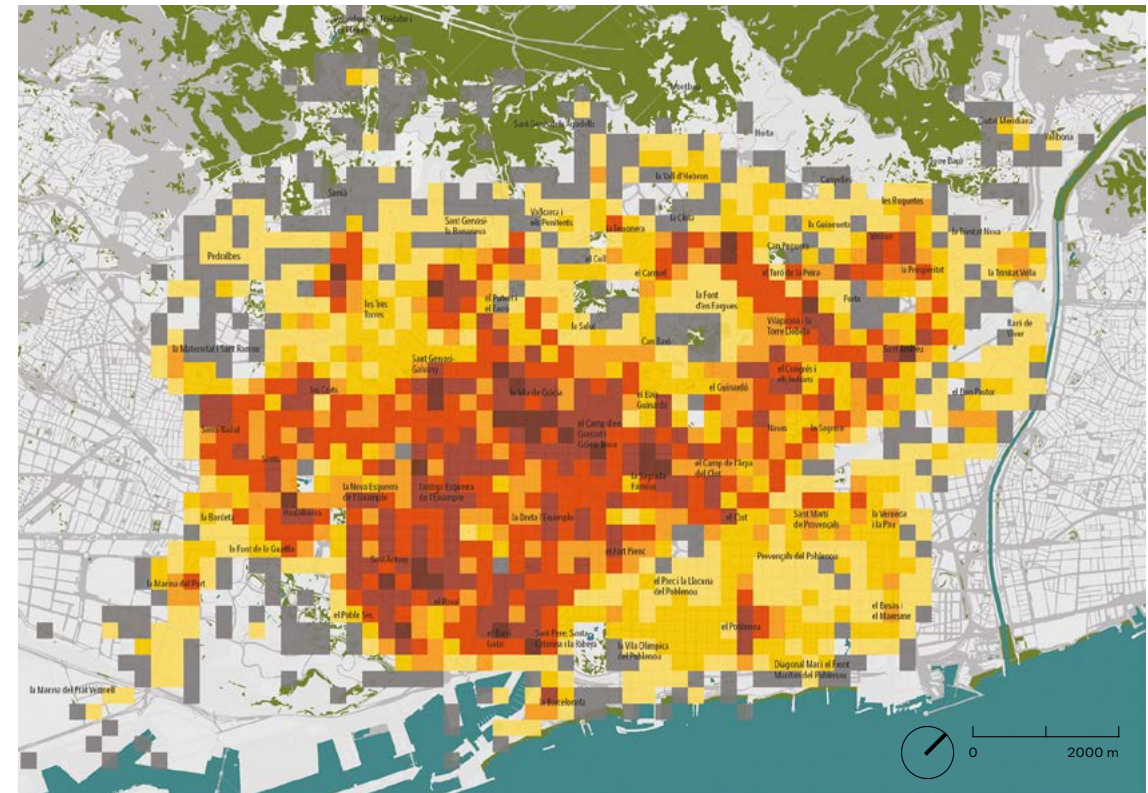 Montbau
Sant Genís dels Agudells
Ciutat Meridiana
Horta
Vallbona
Torre Baró
la Vall d'Hebron
Canyelles
Sarrià
les Roquetes
Vallcarca i
els Penitents
la Clota
Sant Gervasi-
la Bonanova
la Teixonera
la Guineueta
la Trinitat Nova
Verdun
Can Peguera
Pedralbes
el Coll
el Carmel
el Turó de la Peira
la Prosperitat
la Trinitat Vella
les Tres
Torres
el Putxet i
el Farró
la Font
d'en Fargues
Porta
la Salut
Vilapicina i la
Torre Llobeta
Baró de
Viver
Can Baró
la Maternitat i Sant Ramon
Sant Andreu
Sant Gervasi-
Galvany
el Congrés i
els Indians
les Corts
la Vila de Gràcia
el Guinardó
el Bon Pastor
el Baix
Guinardó
Sants-Badal
el Camp d'en
Grassot i
Gràcia Nova
Navas
la Sagrera
Sants
el Camp de l'Arpa
del Clot
la Sagrada
Família
la Nova Esquerra
de l'Eixample
l'Antiga Esquerra
de l'Eixample
Hostafrancs
la Bordeta
la Dreta l'Eixample
el Clot
Sant Martí
de Provençals
la Verneda
i la Pau
la Font de la Guatlla
el Fort Pienc
Sant Antoni
Provençals del Poblenou
la Marina del Port
el Parc i la Llacuna
del Poblenou
el Raval
el Poble Sec
el Besòs i
el Maresme
el Poblenou
el Barri
Gòtic
Sant Pere, Santa
Caterina i la Ribera
la Vila Olímpica
del Poblenou
Diagonal Mar i el Front
Marítim del Poblenou
la Marina del Prat Vermell
la Barceloneta
0
2000 m